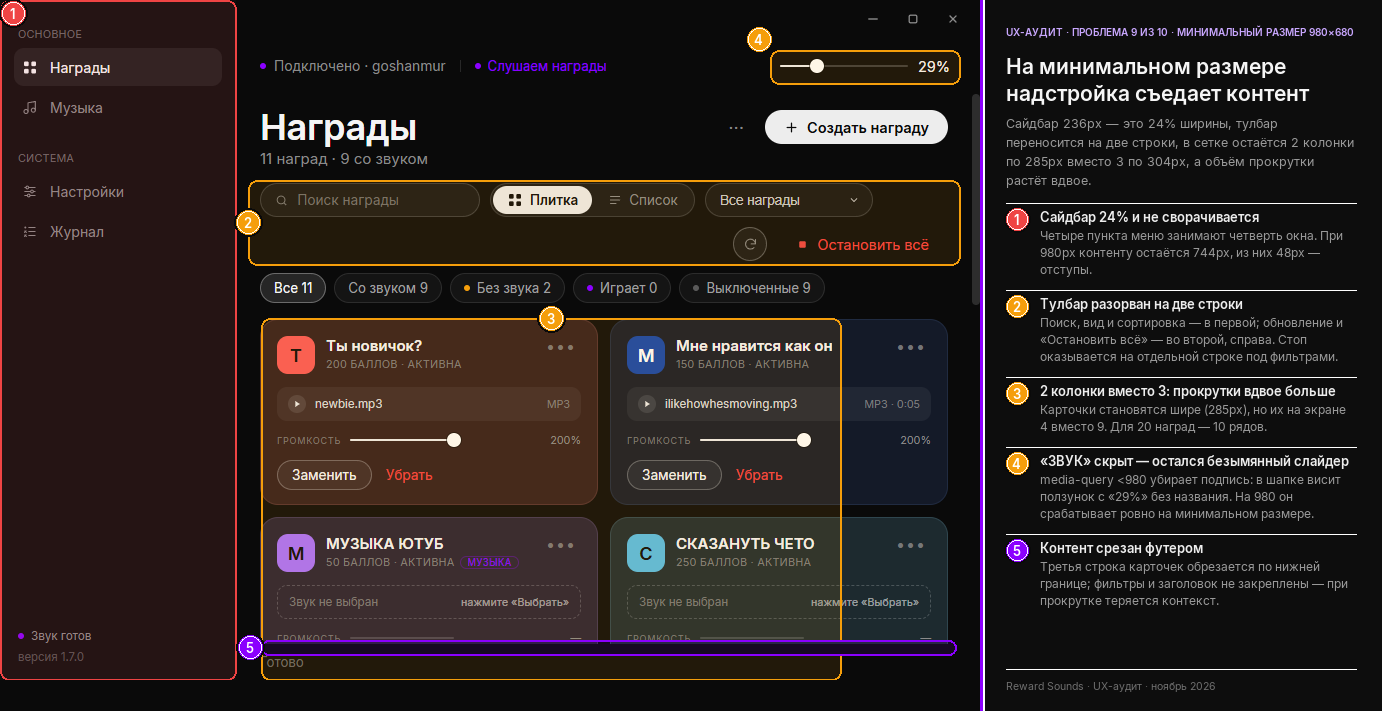 1
ОСНОВНОЕ
Награды
Музыка
СИСТЕМА
Настройки
Журнал
Звук готов
версия 1.7.0
Подключено · goshanmur
Слушаем награды
4
29%
Награды
11 наград · 9 со звуком
···
+ Создать награду
2
Поиск награды
Плитка
Список
Все награды
Остановить всё
Все 11
Со звуком 9
Без звука 2
Играет 0
Выключенные 9
3
Т
Ты новичок?
200 БАЛЛОВ · АКТИВНА
newbie.mp3
MP3
ГРОМКОСТЬ
200%
Заменить
Убрать
М
Мне нравится как он
150 БАЛЛОВ · АКТИВНА
ilikehowhesmoving.mp3
MP3 · 0:05
ГРОМКОСТЬ
200%
Заменить
Убрать
М
МУЗЫКА ЮТУБ
50 БАЛЛОВ · АКТИВНА
МУЗЫКА
Звук не выбран
нажмите «Выбрать»
ГРОМКОСТЬ
—
С
СКАЗАНУТЬ ЧЕТО
250 БАЛЛОВ · АКТИВНА
Звук не выбран
нажмите «Выбрать»
ГРОМКОСТЬ
—
5
ОТОВО
UX-АУДИТ · ПРОБЛЕМА 9 ИЗ 10 · МИНИМАЛЬНЫЙ РАЗМЕР 980×680
На минимальном размере
надстройка съедает контент
Сайдбар 236px — это 24% ширины, тулбар
переносится на две строки, в сетке остаётся 2 колонки
по 285px вместо 3 по 304px, а объём прокрутки
растёт вдвое.
1
Сайдбар 24% и не сворачивается
Четыре пункта меню занимают четверть окна. При
980px контенту остаётся 744px, из них 48px —
отступы.
2
Тулбар разорван на две строки
Поиск, вид и сортировка — в первой; обновление и
«Остановить всё» — во второй, справа. Стоп
оказывается на отдельной строке под фильтрами.
3
2 колонки вместо 3: прокрутки вдвое больше
Карточки становятся шире (285px), но их на экране
4 вместо 9. Для 20 наград — 10 рядов.
4
«ЗВУК» скрыт — остался безымянный слайдер
media-query <980 убирает подпись: в шапке висит
ползунок с «29%» без названия. На 980 он
срабатывает ровно на минимальном размере.
5
Контент срезан футером
Третья строка карточек обрезается по нижней
границе; фильтры и заголовок не закреплены — при
прокрутке теряется контекст.
Reward Sounds · UX-аудит · ноябрь 2026